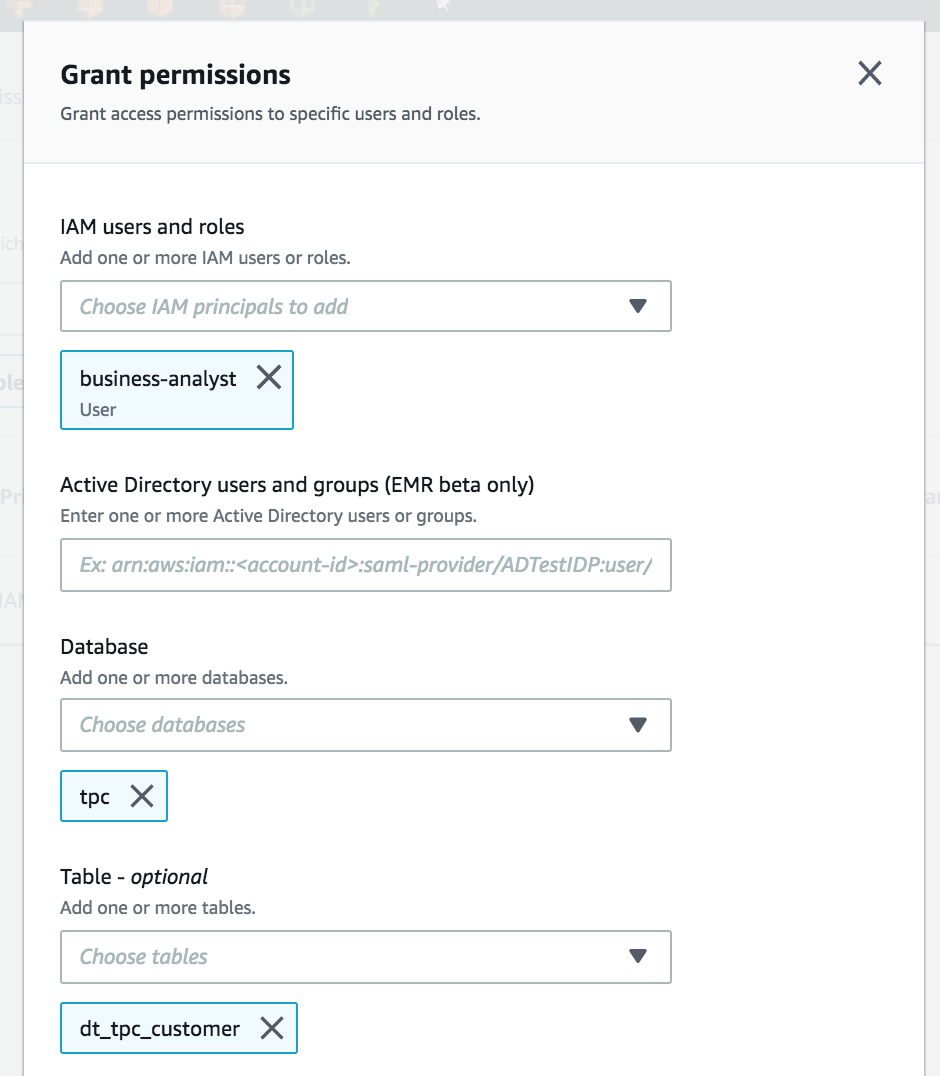 Grant permissions
Grant access permissions to specific users and roles.
IAM users and roles
Add one or more IAM users or roles.
Choose IAM principals to add
business-analyst
User
Active Directory users and groups (EMR beta only)
Enter one or more Active Directory users or groups.
Ex: arn:aws:iam::<account-id>:saml-provider/ADTestIDP:user/
Database
Add one or more databases.
Choose databases
tpc
Table - optional
Add one or more tables.
Choose tables
dt_tpc_customer